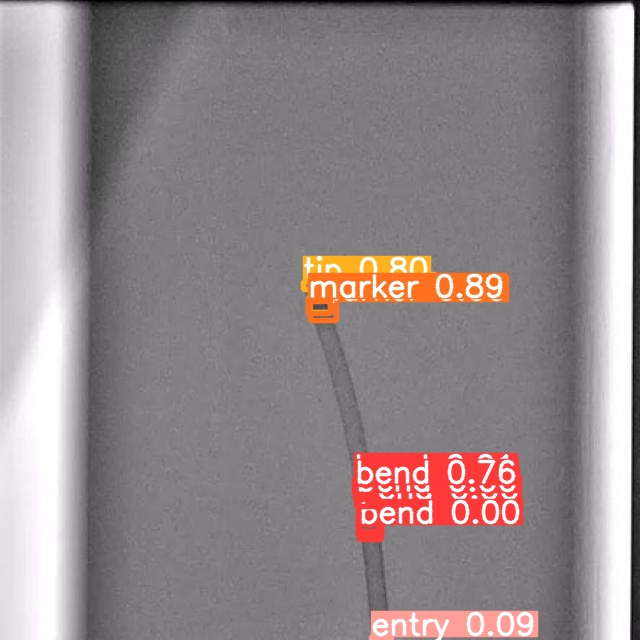 tip 0.80
marker 0.89
bend 0.76
bend 0.00
entry 0.09